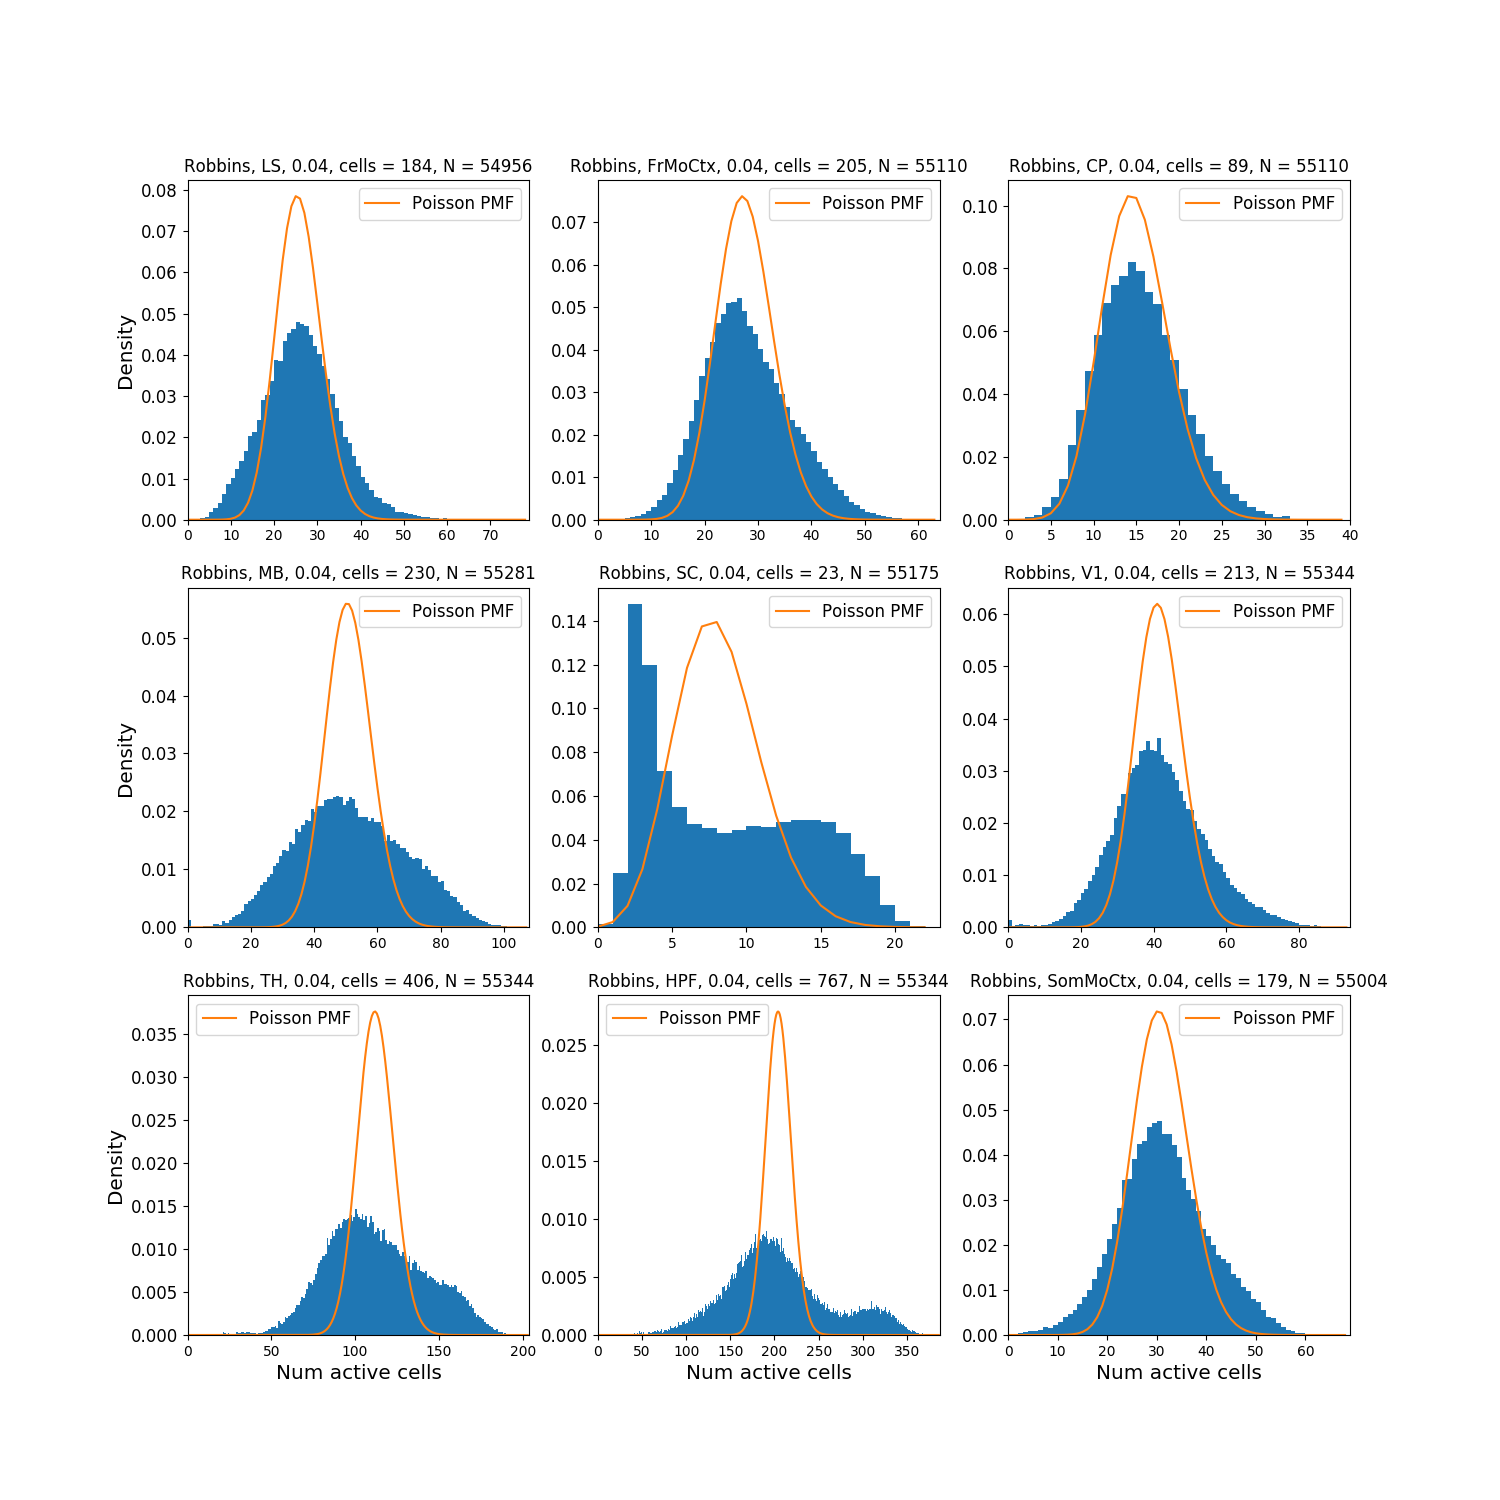 Robbins, LS, 0.04, cells = 184, N = 54956
Robbins, FrMoCtx, 0.04, cells = 205, N = 55110
Robbins, CP, 0.04, cells = 89, N = 55110
Poisson PMF
Poisson PMF
Poisson PMF
Density
0.08
0.07
0.06
0.05
0.04
0.03
0.02
0.01
0.00
0 10 20 30 40 50 60 70
0.07
0.06
0.05
0.04
0.03
0.02
0.01
0.00
0 10 20 30 40 50 60
0.10
0.08
0.06
0.04
0.02
0.00
0 5 10 15 20 25 30 35 40
Robbins, MB, 0.04, cells = 230, N = 55281
Robbins, SC, 0.04, cells = 23, N = 55175
Robbins, V1, 0.04, cells = 213, N = 55344
Poisson PMF
Poisson PMF
Poisson PMF
Density
0.05
0.04
0.03
0.02
0.01
0.00
0 20 40 60 80 100
0.14
0.12
0.10
0.08
0.06
0.04
0.02
0.00
0 5 10 15 20
0.06
0.05
0.04
0.03
0.02
0.01
0.00
0 20 40 60 80
Robbins, TH, 0.04, cells = 406, N = 55344
Robbins, HPF, 0.04, cells = 767, N = 55344
Robbins, SomMoCtx, 0.04, cells = 179, N = 55004
Poisson PMF
Poisson PMF
Poisson PMF
Density
0.035
0.030
0.025
0.020
0.015
0.010
0.005
0.000
0 50 100 150 200
Num active cells
0.025
0.020
0.015
0.010
0.005
0.000
0 50 100 150 200 250 300 350
Num active cells
0.07
0.06
0.05
0.04
0.03
0.02
0.01
0.00
0 10 20 30 40 50 60
Num active cells